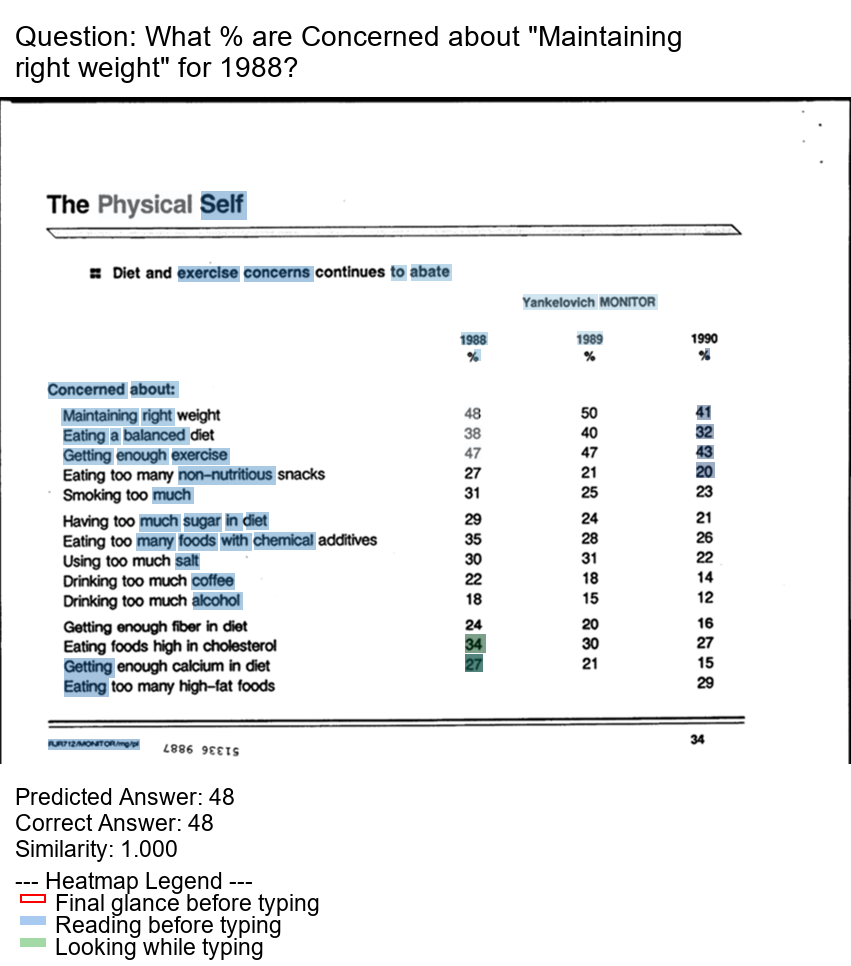 Question: What % are Concerned about "Maintaining
right weight" for 1988?
The Physical Self
Diet and exercise concerns continues to abate
Yankelovich MONITOR
1988 1989 1990
% % %
Concerned about:
Maintaining right weight 48 50 41
Eating a balanced diet 38 40 32
Getting enough exercise 47 47 43
Eating too many non-nutritious snacks 27 21 20
Smoking too much 31 25 23
Having too much sugar in diet 29 24 21
Eating too many foods with chemical additives 35 28 26
Using too much salt 30 31 22
Drinking too much coffee 22 18 14
Drinking too much alcohol 18 15 12
Getting enough fiber in diet 24 20 16
Eating foods high in cholesterol 34 30 27
Getting enough calcium in diet 27 21 15
Eating too many high-fat foods 29
RJR712/MONITOR/mg/pl
51336 9887
34
Predicted Answer: 48
Correct Answer: 48
Similarity: 1.000
--- Heatmap Legend ---
Final glance before typing
Reading before typing
Looking while typing